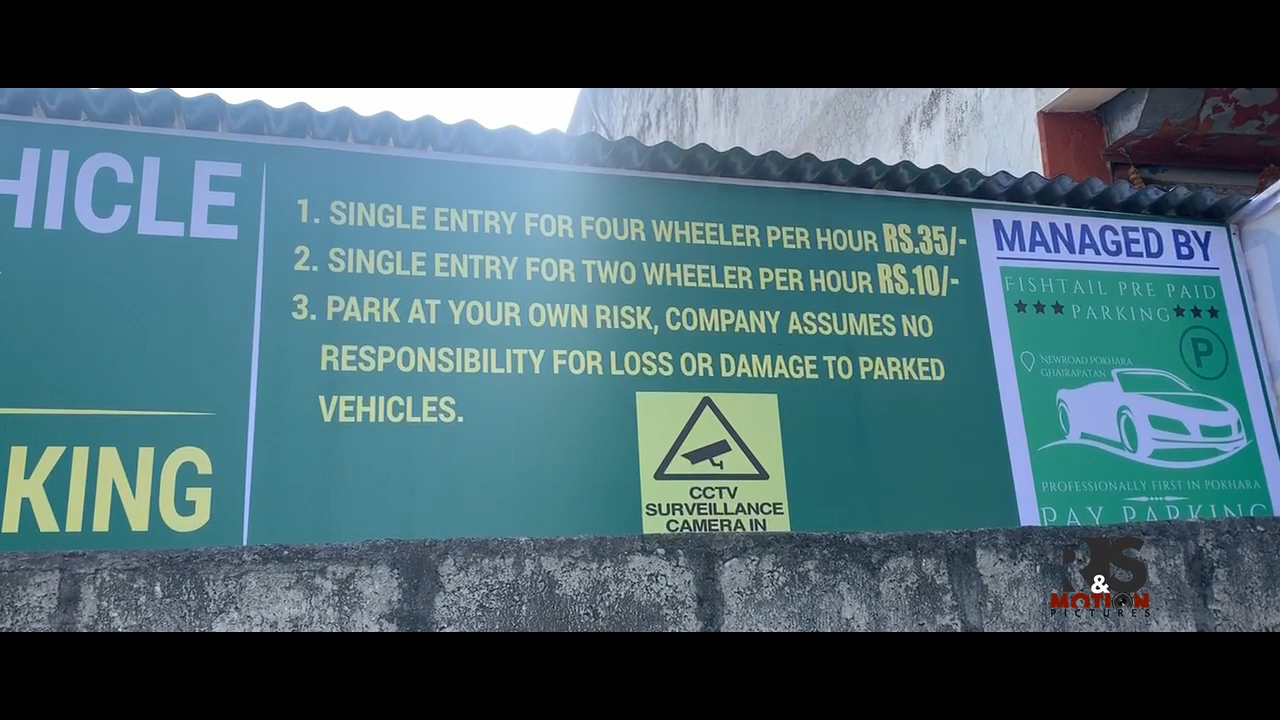 HICLE
KING
1. SINGLE ENTRY FOR FOUR WHEELER PER HOUR RS.35/-
2. SINGLE ENTRY FOR TWO WHEELER PER HOUR RS.10/-
3. PARK AT YOUR OWN RISK, COMPANY ASSUMES NO
RESPONSIBILITY FOR LOSS OR DAMAGE TO PARKED
VEHICLES.
CCTV
SURVEILLANCE
CAMERA IN
MANAGED BY
FISHTAIL PRE PAID
PARKING
P
NEWROAD POKHARA
GHAIRAPATAN
PROFESSIONALLY FIRST IN POKHARA
PAY PARKING
&
MOTION
PICTURES